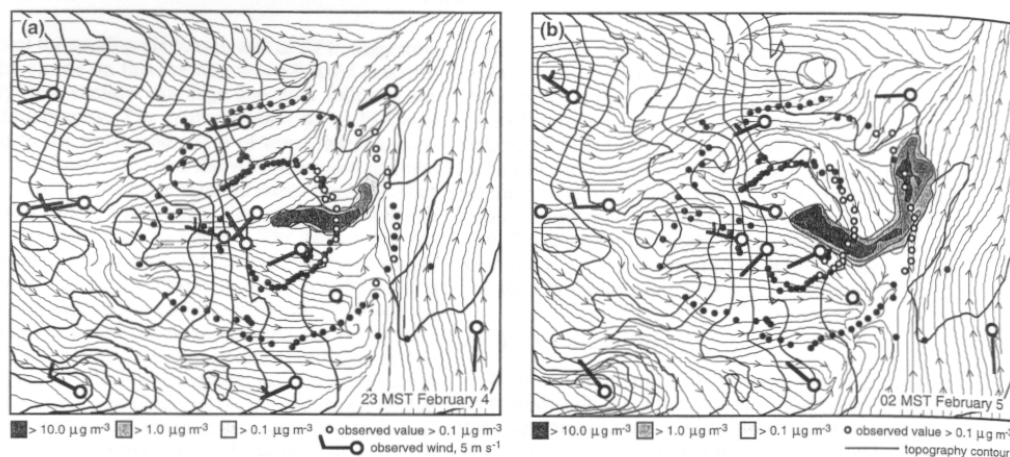 (a)
23 MST February 4
> 10.0 μg m-3 > 1.0 μg m-3 > 0.1 μg m-3 observed value > 0.1 μg m-3
observed wind, 5 m s-1
(b)
02 MST February 5
> 10.0 μg m-3 > 1.0 μg m-3 > 0.1 μg m-3 observed value > 0.1 μg m-3
topography contour